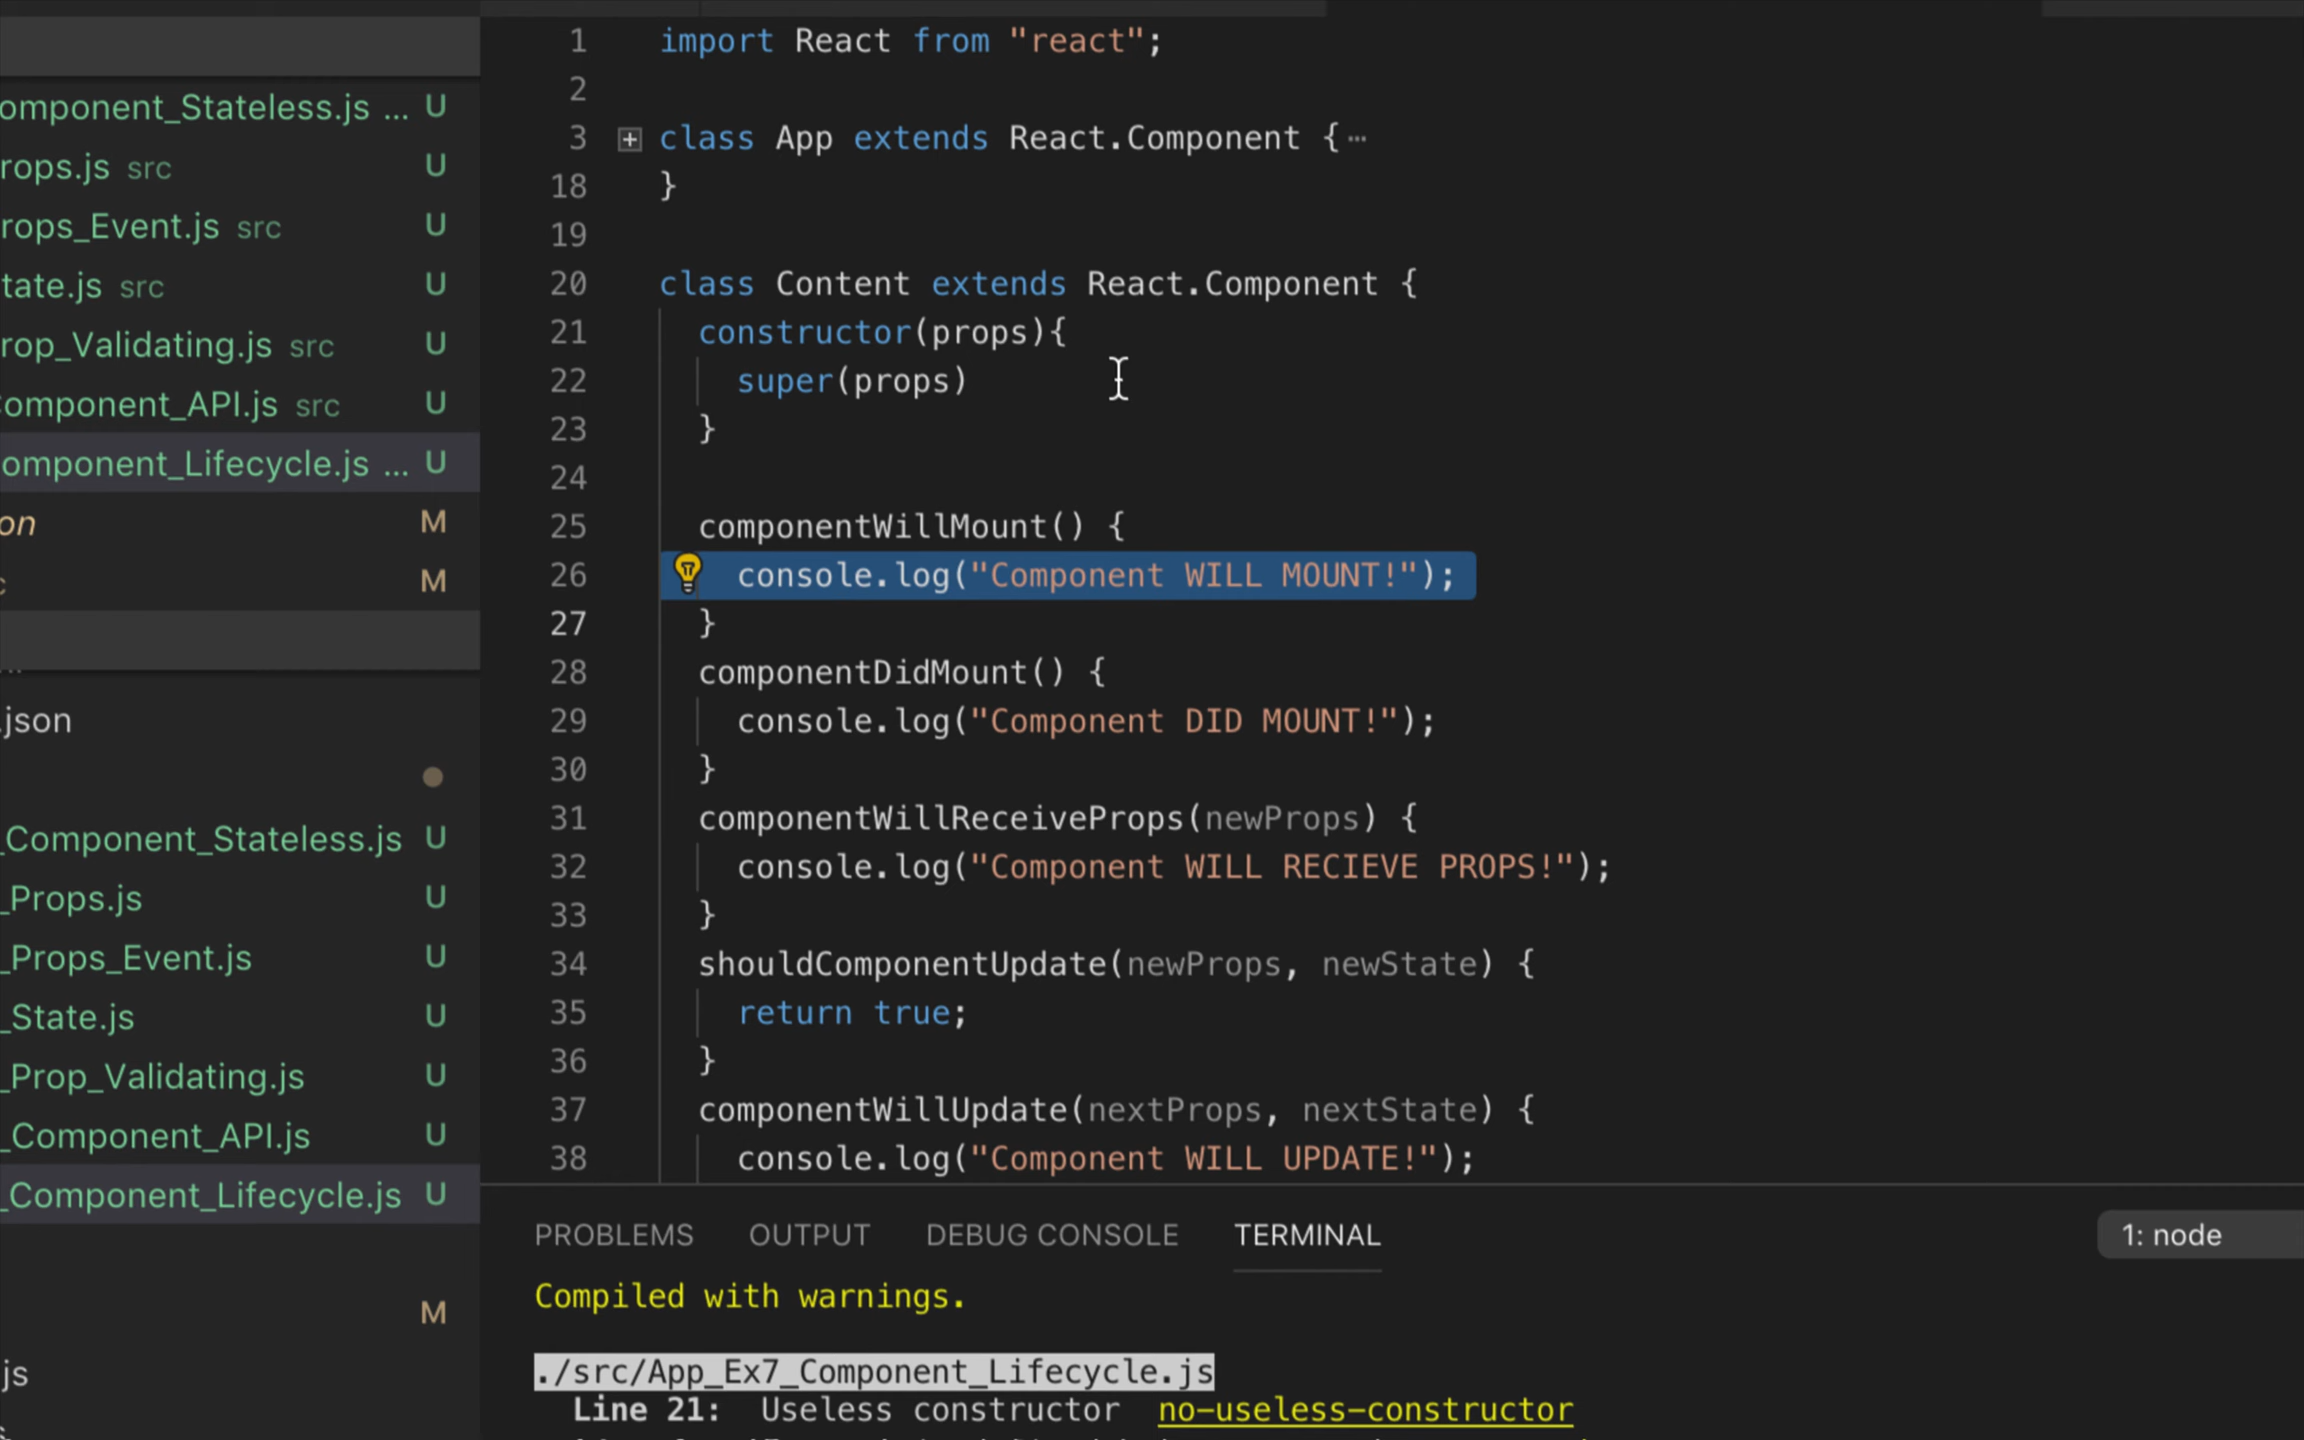 omponent_Stateless.js ... U
rops.js src U
rops_Event.js src U
tate.js src U
rop_Validating.js src U
omponent_API.js src U
omponent_Lifecycle.js ... U
on M
M
.json
_Component_Stateless.js U
_Props.js U
_Props_Event.js U
_State.js U
_Prop_Validating.js U
_Component_API.js U
_Component_Lifecycle.js U
M
js
1 import React from "react";
2
3 class App extends React.Component {…
18 }
19
20 class Content extends React.Component {
21 constructor(props){
22 super(props)
23 }
24
25 componentWillMount() {
26 console.log("Component WILL MOUNT!");
27 }
28 componentDidMount() {
29 console.log("Component DID MOUNT!");
30 }
31 componentWillReceiveProps(newProps) {
32 console.log("Component WILL RECIEVE PROPS!");
33 }
34 shouldComponentUpdate(newProps, newState) {
35 return true;
36 }
37 componentWillUpdate(nextProps, nextState) {
38 console.log("Component WILL UPDATE!");
PROBLEMS OUTPUT DEBUG CONSOLE TERMINAL 1: node
Compiled with warnings.
./src/App_Ex7_Component_Lifecycle.js
Line 21: Useless constructor no-useless-constructor